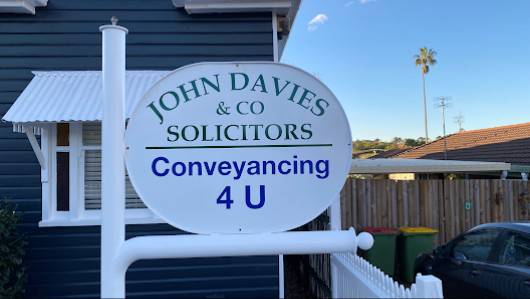 JOHN DAVIES
& CO
SOLICITORS
Conveyancing
4 U